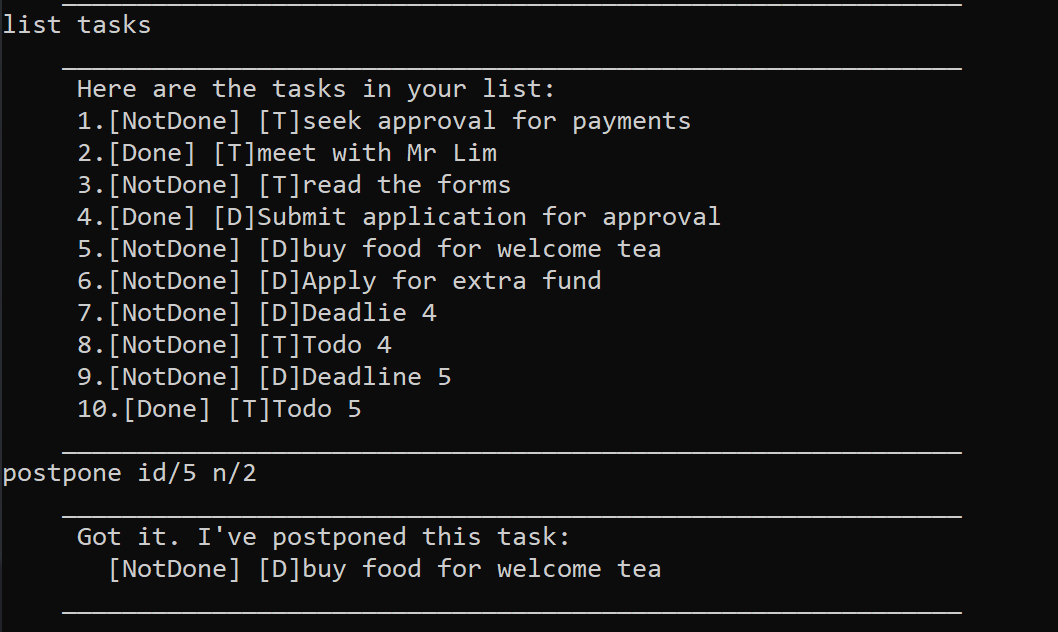 list tasks
Here are the tasks in your list:
1.[NotDone] [T]seek approval for payments
2.[Done] [T]meet with Mr Lim
3.[NotDone] [T]read the forms
4.[Done] [D]Submit application for approval
5.[NotDone] [D]buy food for welcome tea
6.[NotDone] [D]Apply for extra fund
7.[NotDone] [D]Deadlie 4
8.[NotDone] [T]Todo 4
9.[NotDone] [D]Deadline 5
10.[Done] [T]Todo 5
postpone id/5 n/2
Got it. I've postponed this task:
[NotDone] [D]buy food for welcome tea